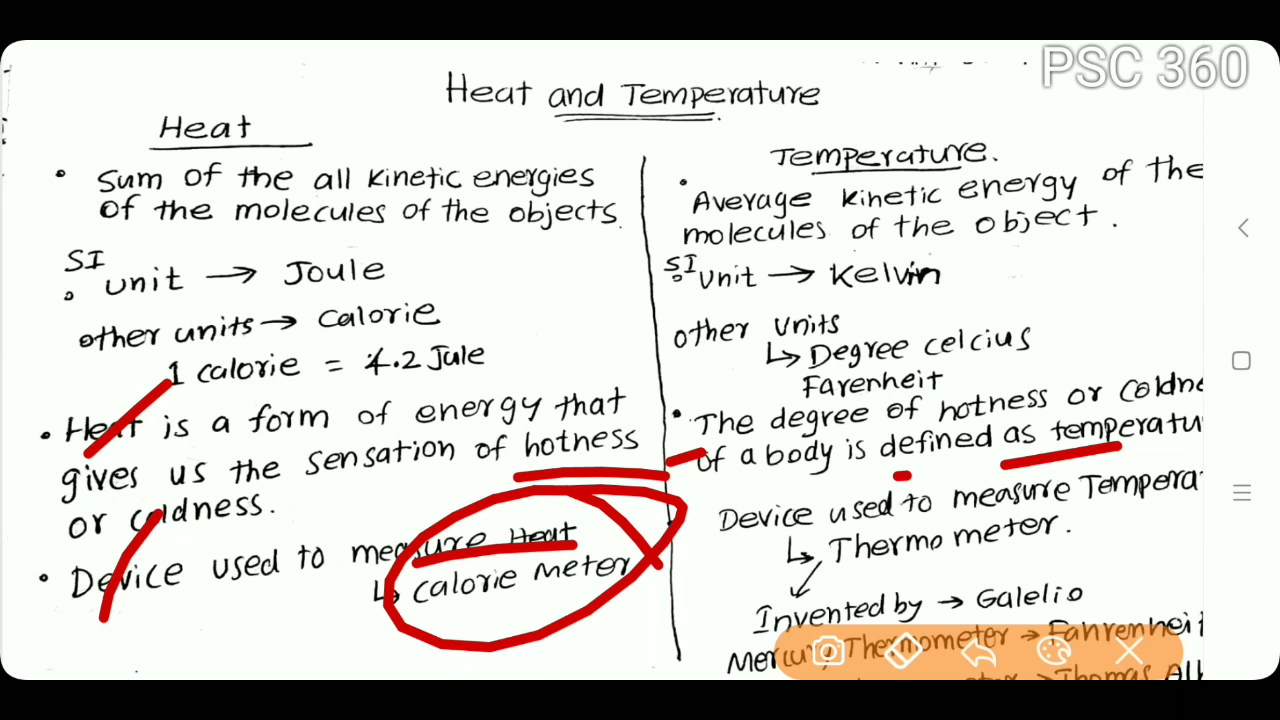 PSC 360
Heat and Temperature
Heat
• Sum of the all kinetic energies
of the molecules of the objects.
SI
unit → Joule
other units → calorie
1 calorie = 4.2 Jule
• Heat is a form of energy that
gives us the sensation of hotness
or coldness.
• Device used to measure Heat
↳ calorie meter
Temperature.
• Average kinetic energy of the
molecules of the object.
SI
unit → Kelvin
other units
↳ Degree celcius
Farenheit
• The degree of hotness or coldne
of a body is defined as temperatu
Device used to measure Tempera
↳ Thermometer.
Invented by → Galelio
Mercury Thermometer → Fahrenheit
→ Thomas Al